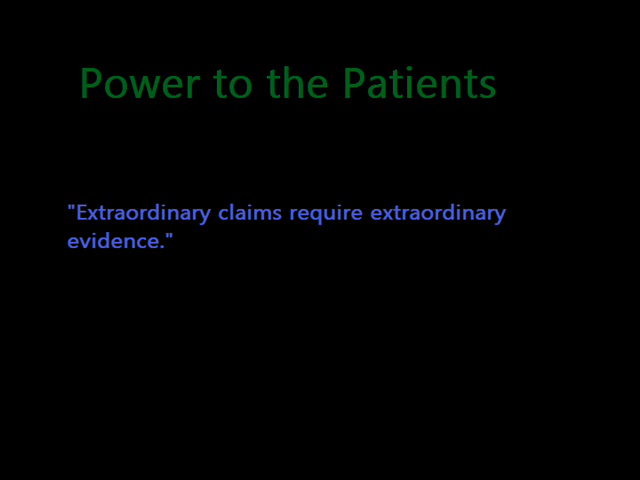 Power to the Patients
"Extraordinary claims require extraordinary
evidence."